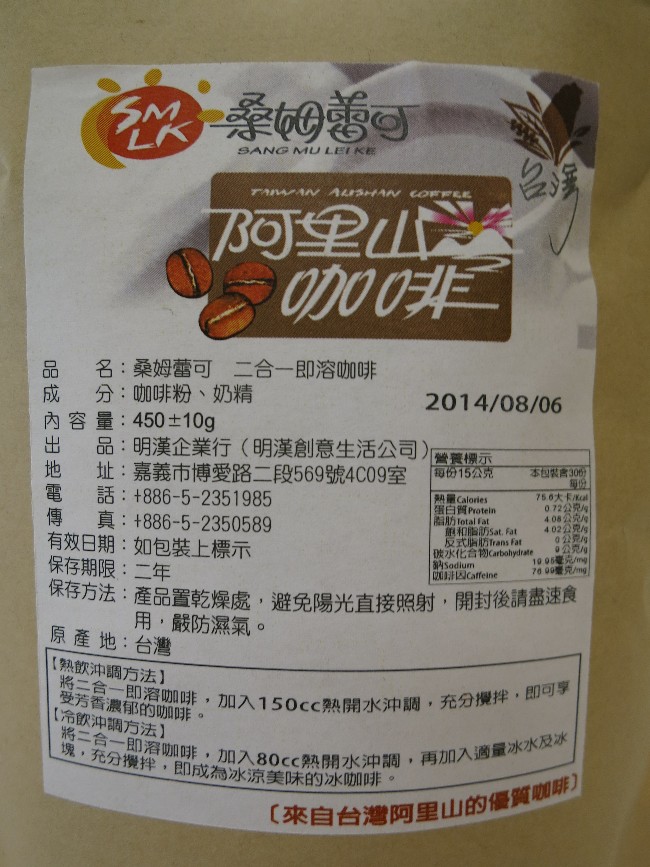 SM
LK
桑姆蕾可
SANG MU LEI KE
台灣
TAIWAN ALISHAN COFFEE
阿里山
咖啡
品 名：桑姆蕾可 二合一即溶咖啡
成 分：咖啡粉、奶精
2014/08/06
內 容 量：450±10g
出 品：明漢企業行（明漢創意生活公司）
地 址：嘉義市博愛路二段569號4C09室
電 話：+886-5-2351985
傳 真：+886-5-2350589
有效日期：如包裝上標示
保存期限：二年
保存方法：產品置乾燥處，避免陽光直接照射，開封後請盡速食
用，嚴防濕氣。
原 產 地：台灣
營養標示
每份15公克 本包裝含30份
每份
熱量Calories 75.6大卡/Kcal
蛋白質Protein 0.72公克/g
脂肪Total Fat 4.08公克/g
飽和脂肪Sat. Fat 4.02公克/g
反式脂肪Trans Fat 0公克/g
碳水化合物Carbohydrate 9公克/g
鈉Sodium 19.95毫克/mg
咖啡因Caffeine 76.99毫克/mg
【熱飲沖調方法】
將二合一即溶咖啡，加入150cc熱開水沖調，充分攪拌，即可享
受芳香濃郁的咖啡。
【冷飲沖調方法】
將二合一即溶咖啡，加入80cc熱開水沖調，再加入適量冰水及冰
塊，充分攪拌，即成為冰涼美味的冰咖啡。
〔來自台灣阿里山的優質咖啡〕